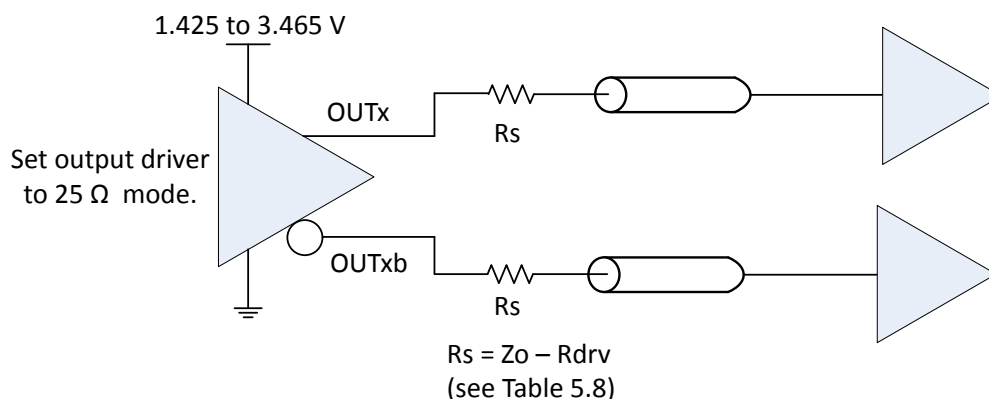 1.425 to 3.465 V
OUTx
Rs
Set output driver
to 25 Ω mode.
OUTxb
Rs
Rs = Zo – Rdrv
(see Table 5.8)